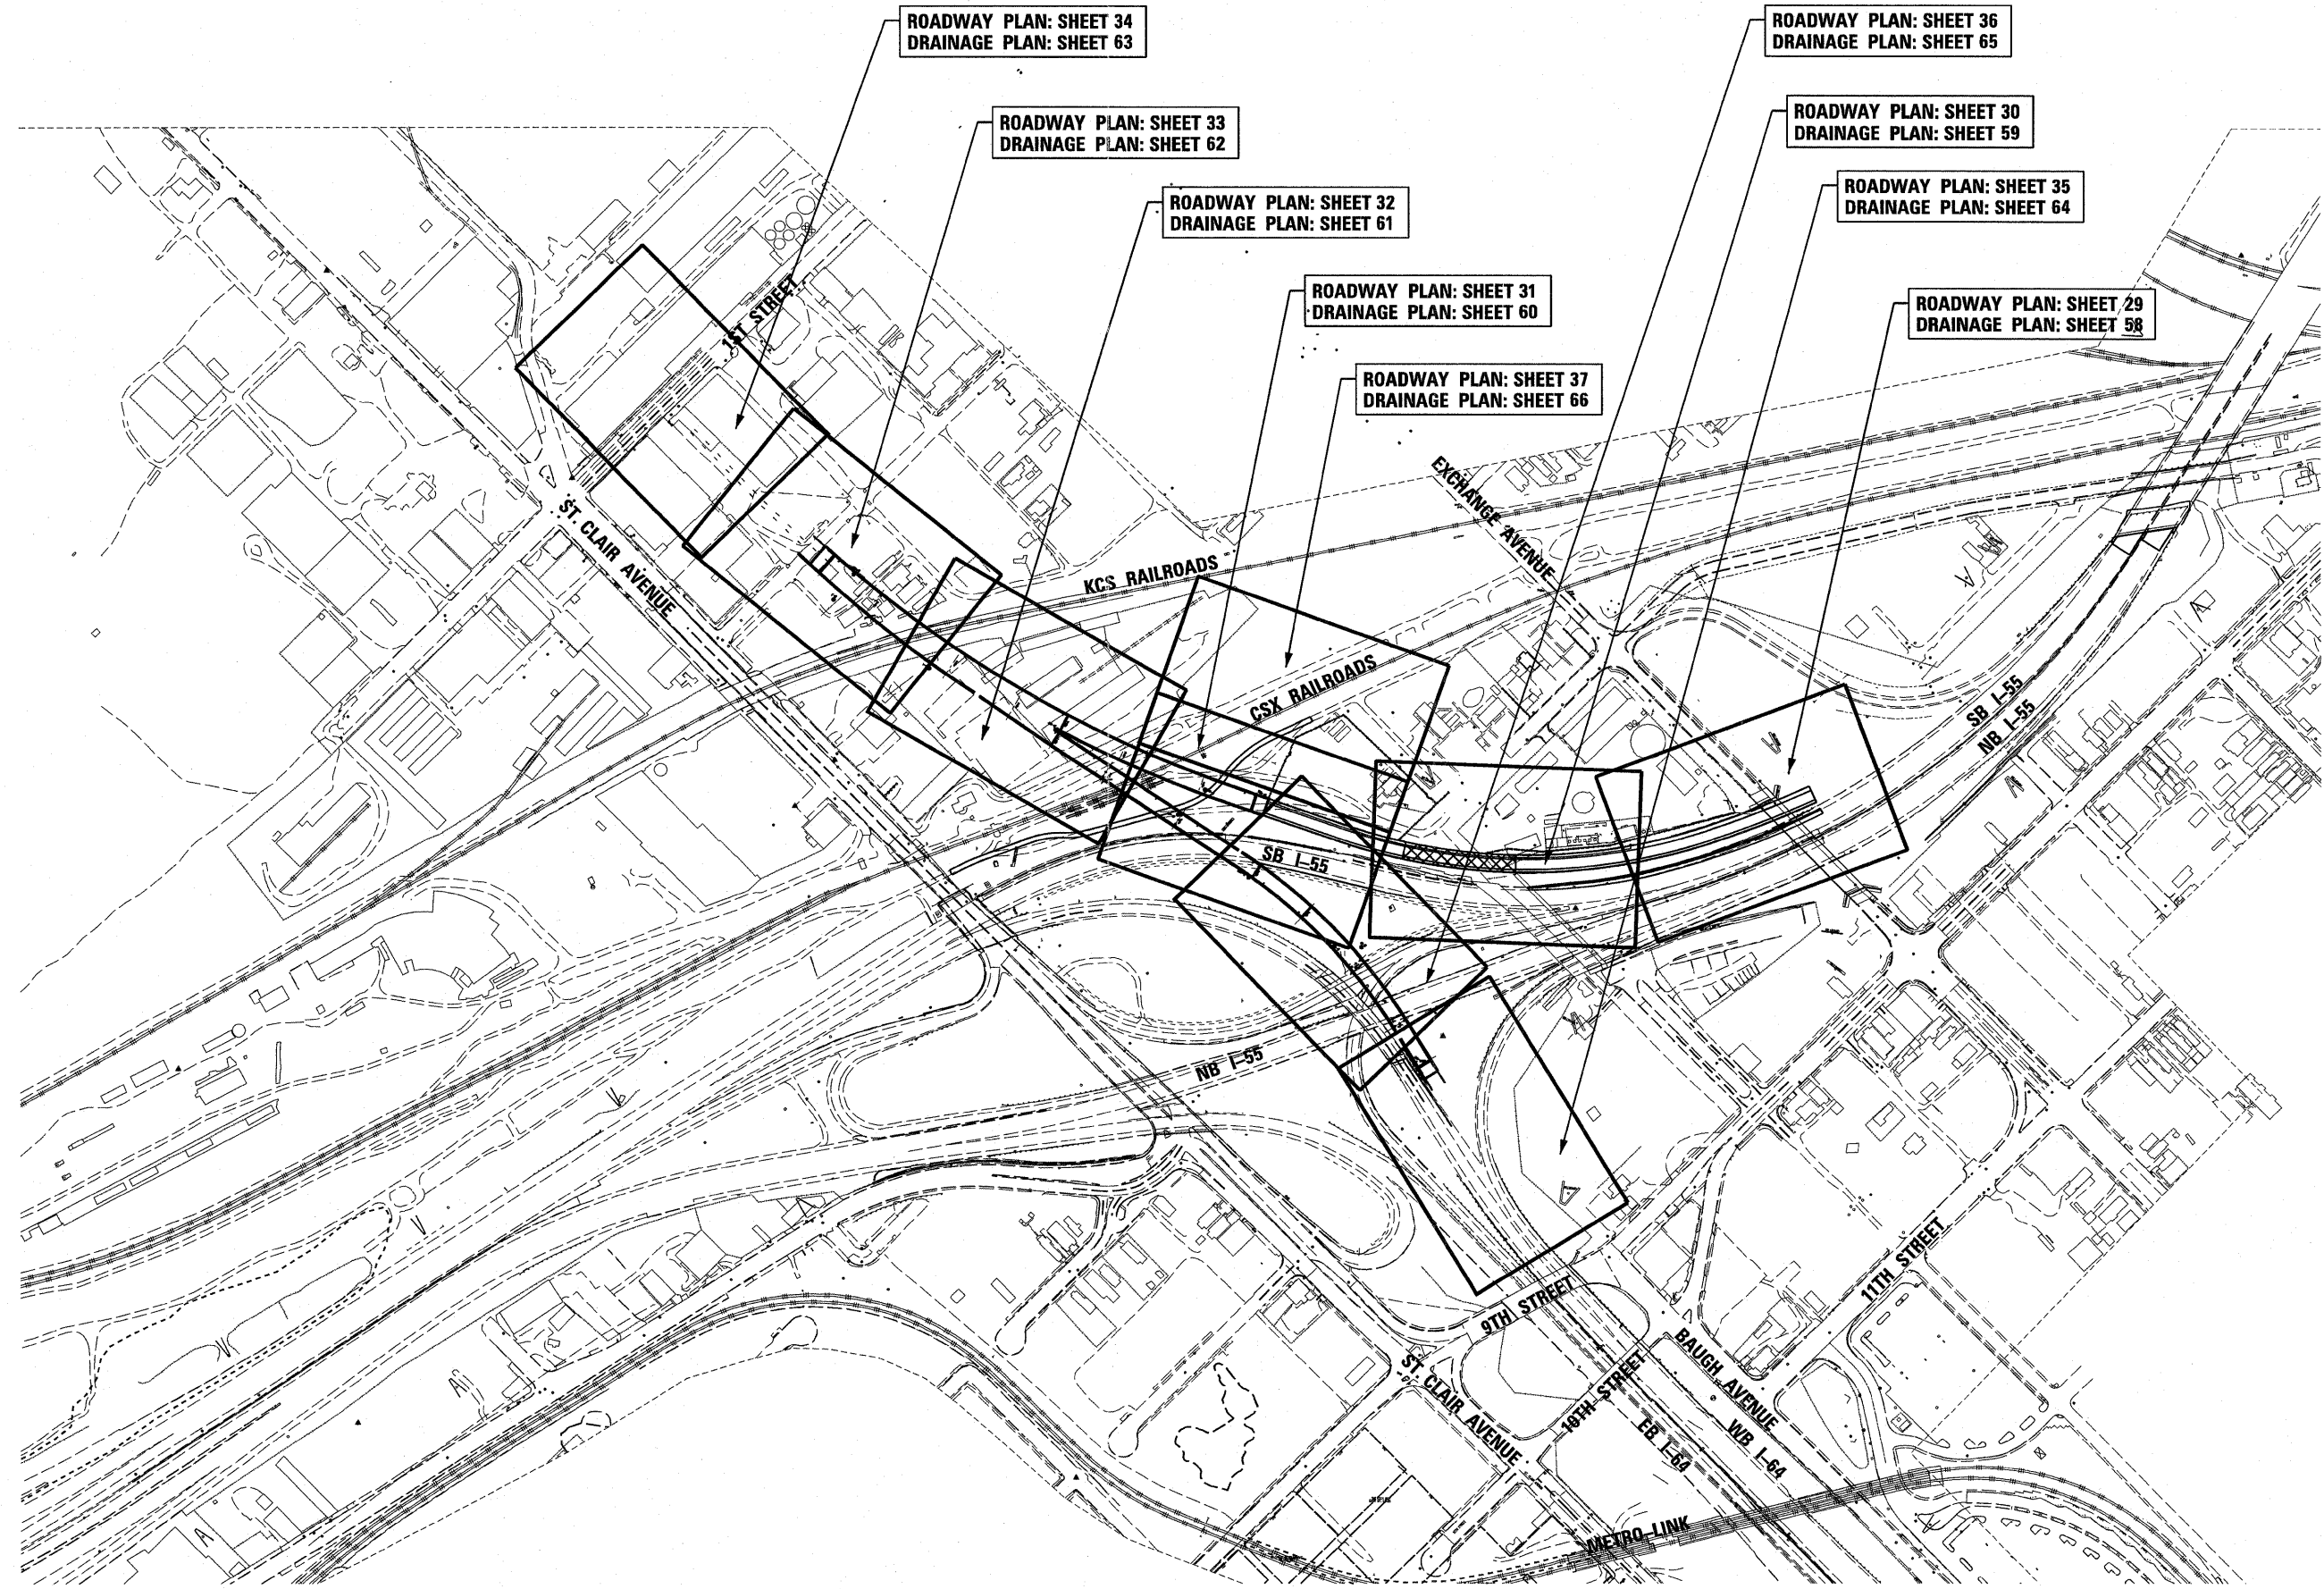 ROADWAY PLAN: SHEET 34
DRAINAGE PLAN: SHEET 63
ROADWAY PLAN: SHEET 36
DRAINAGE PLAN: SHEET 65
ROADWAY PLAN: SHEET 33
DRAINAGE PLAN: SHEET 62
ROADWAY PLAN: SHEET 30
DRAINAGE PLAN: SHEET 59
ROADWAY PLAN: SHEET 32
DRAINAGE PLAN: SHEET 61
ROADWAY PLAN: SHEET 35
DRAINAGE PLAN: SHEET 64
ROADWAY PLAN: SHEET 31
DRAINAGE PLAN: SHEET 60
ROADWAY PLAN: SHEET 29
DRAINAGE PLAN: SHEET 58
ROADWAY PLAN: SHEET 37
DRAINAGE PLAN: SHEET 66
1ST STREET
EXCHANGE AVENUE
ST. CLAIR AVENUE
KCS RAILROADS
CSX RAILROADS
SB I-55
NB I-55
SB I-55
NB I-55
9TH STREET
11TH STREET
10TH STREET
BAUGH AVENUE
ST. CLAIR AVENUE
EB I-64
WB I-64
METRO-LINK